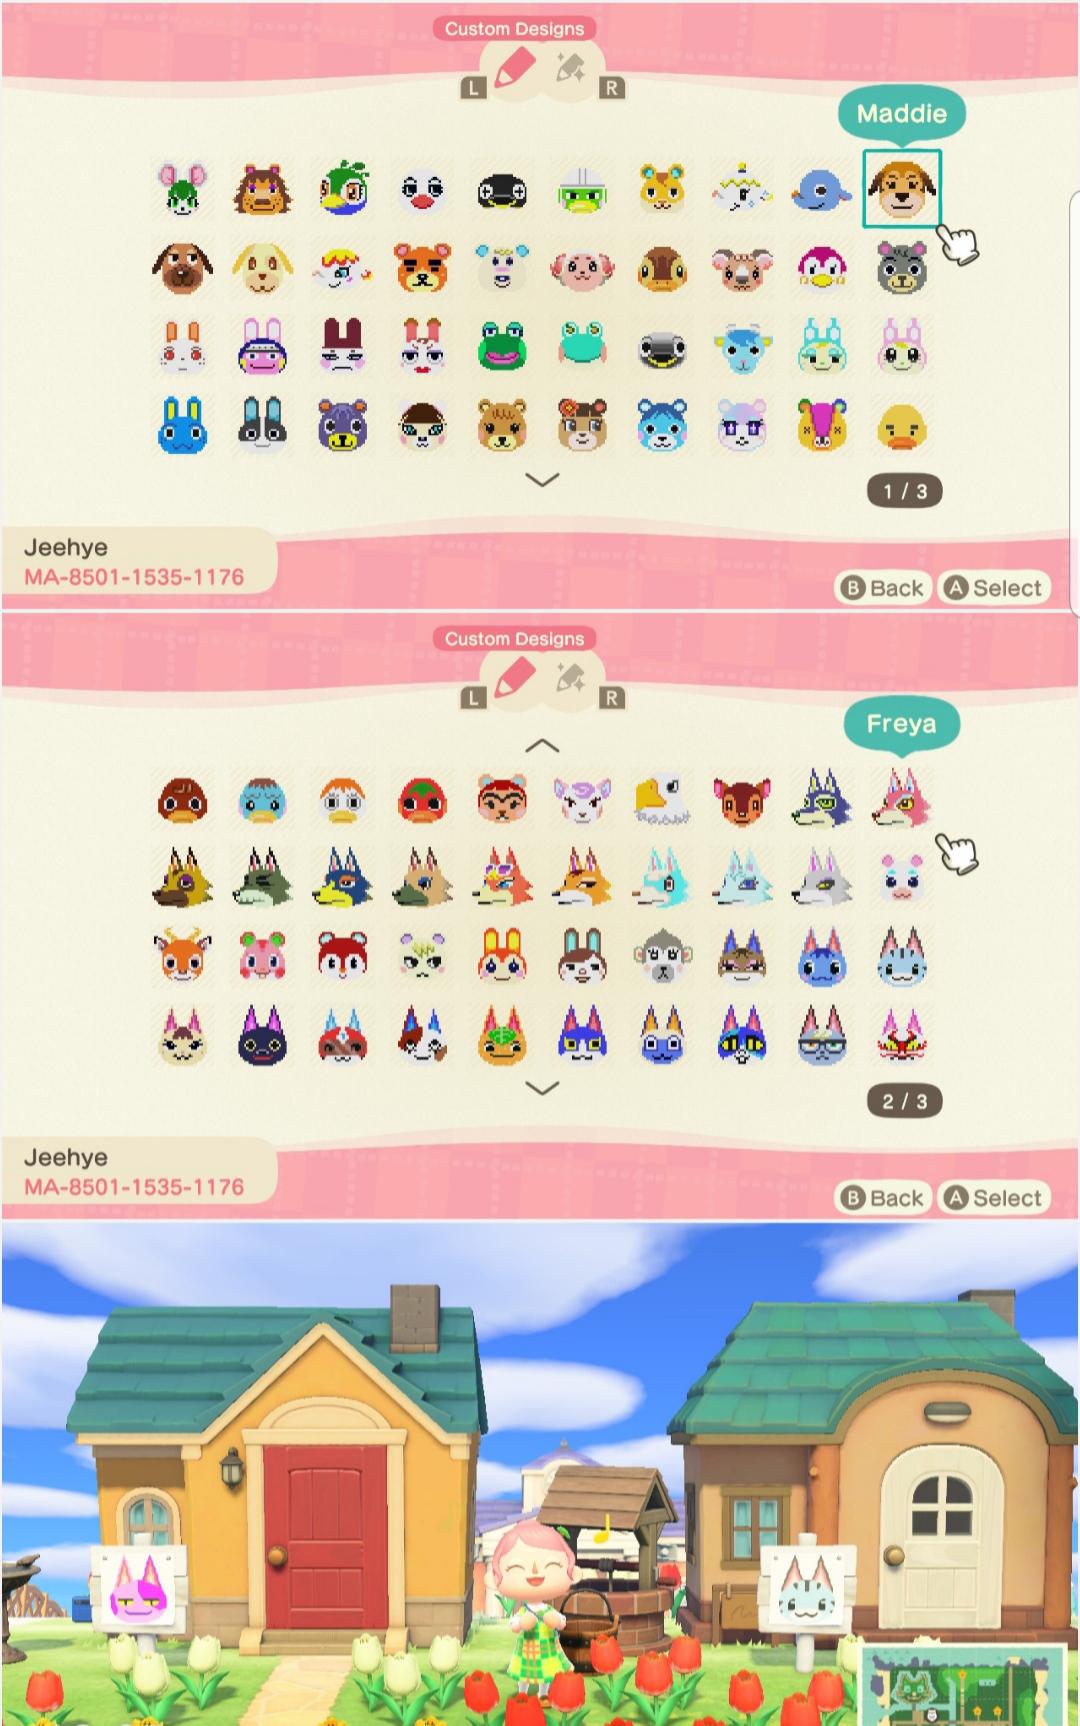 Custom Designs
L
R
Maddie
1 / 3
Jeehye
MA-8501-1535-1176
B Back
A Select
Custom Designs
L
R
Freya
2 / 3
Jeehye
MA-8501-1535-1176
B Back
A Select